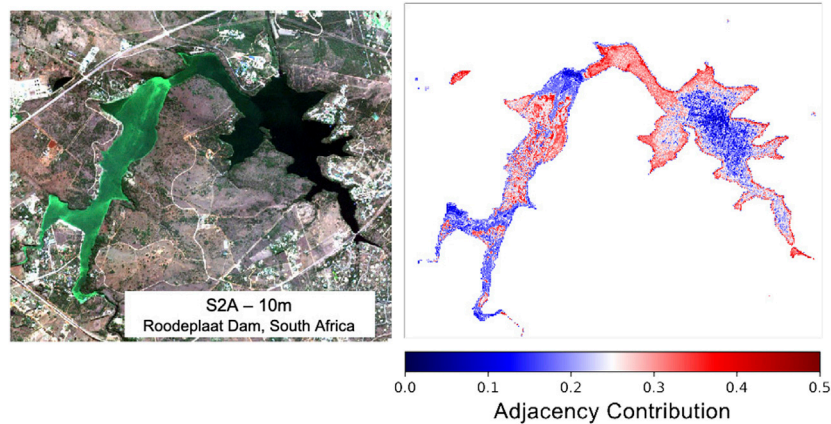 S2A – 10m
Roodeplaat Dam, South Africa
0.0 0.1 0.2 0.3 0.4 0.5
Adjacency Contribution